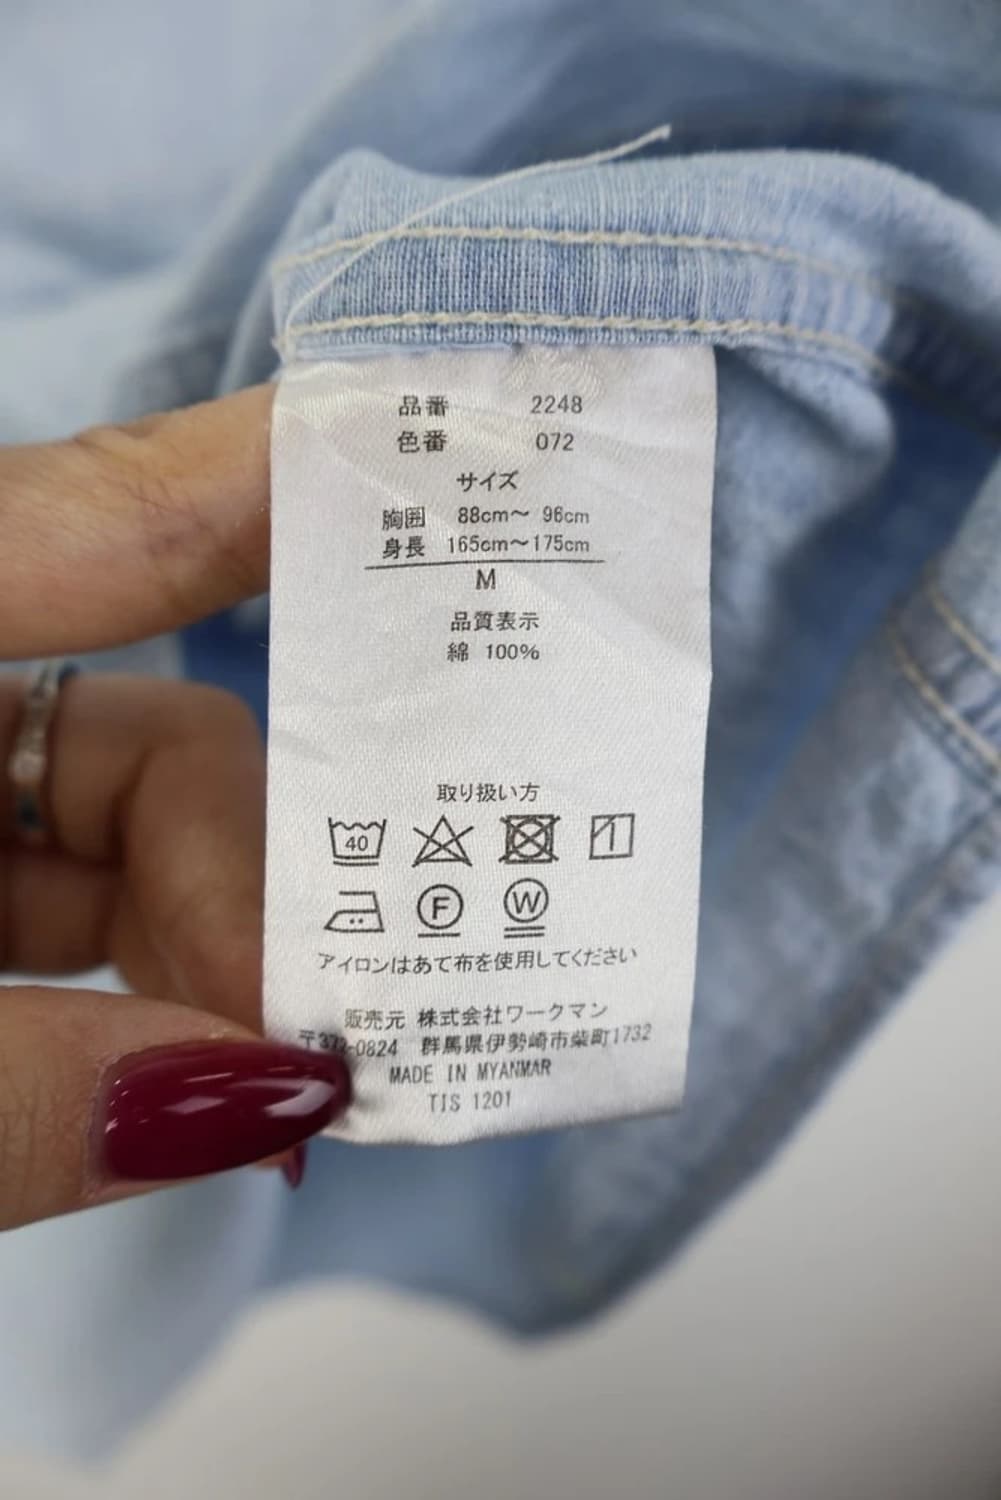 品番 2248
色番 072
サイズ
胸囲 88cm〜 96cm
身長 165cm〜175cm
M
品質表示
綿 100%
取り扱い方
40
F W
アイロンはあて布を使用してください
販売元 株式会社ワークマン
〒372-0824 群馬県伊勢崎市柴町1732
MADE IN MYANMAR
TIS 1201